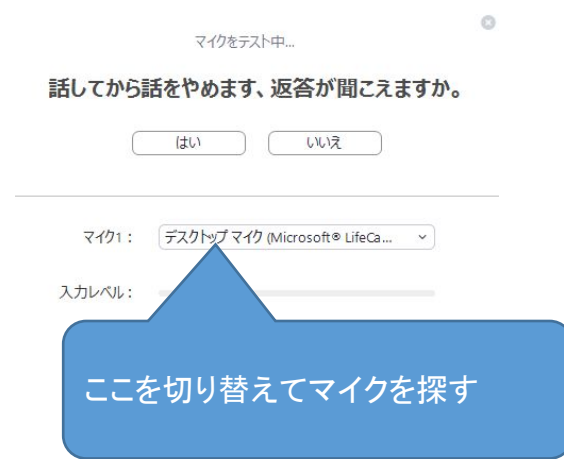 マイクをテスト中...
話してから話をやめます、返答が聞こえますか。
はい いいえ
マイク1： デスクトップ マイク (Microsoft® LifeCa...
入力レベル：
ここを切り替えてマイクを探す